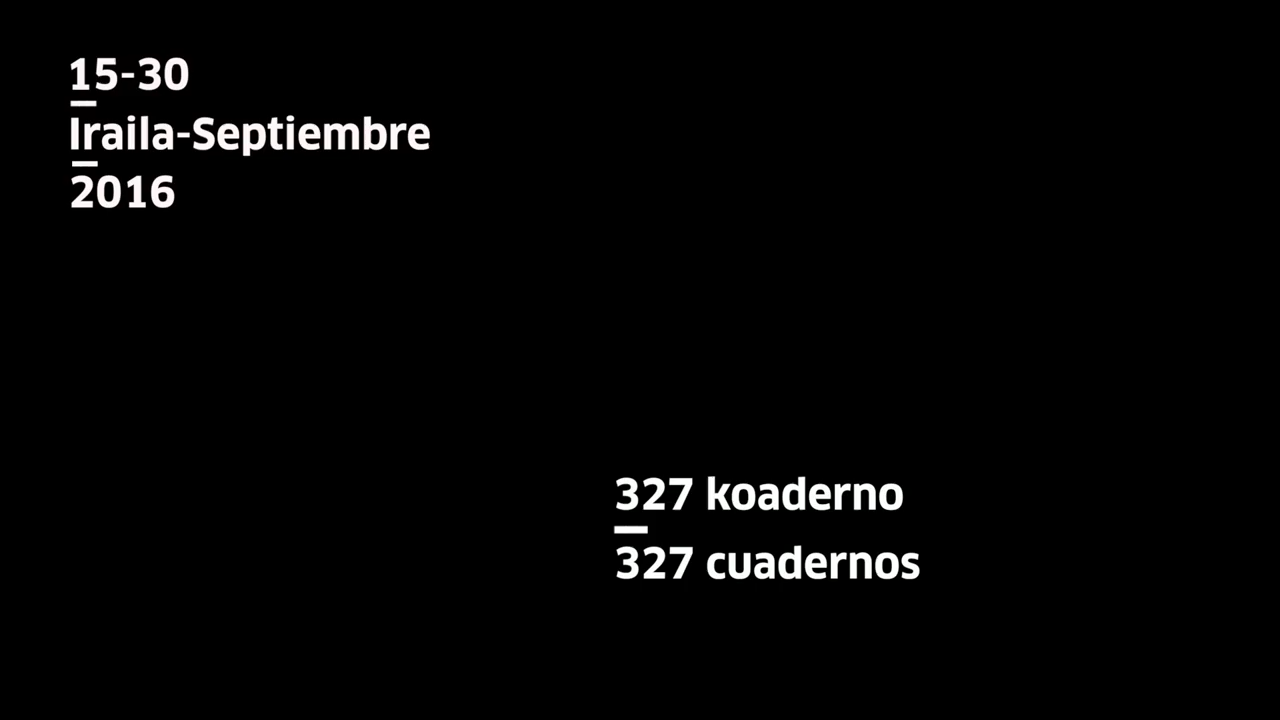 15-30
Iraila-Septiembre
2016
327 koaderno
327 cuadernos